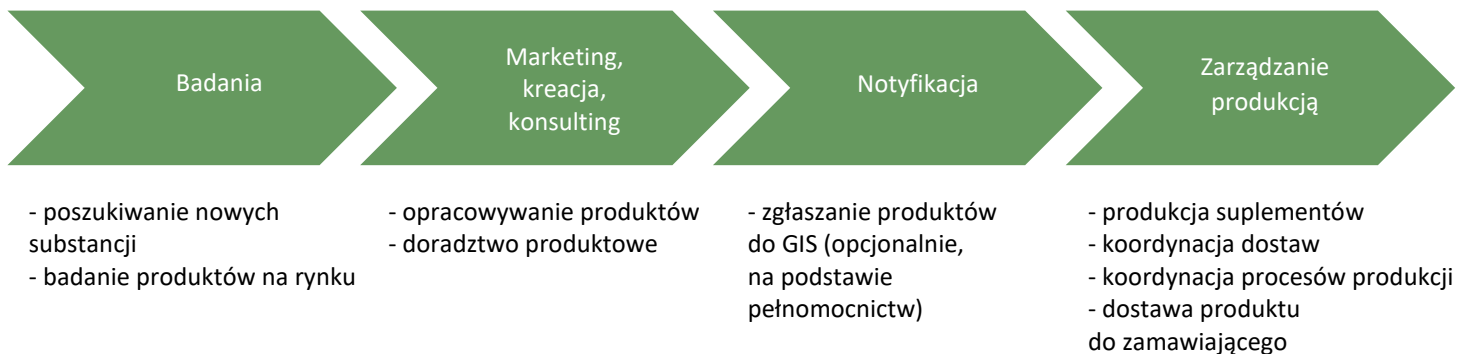 Badania
Marketing,
kreacja,
konsulting
Notyfikacja
Zarządzanie
produkcją
- poszukiwanie nowych
substancji
- badanie produktów na rynku
- opracowywanie produktów
- doradztwo produktowe
- zgłaszanie produktów
do GIS (opcjonalnie,
na podstawie
pełnomocnictw)
- produkcja suplementów
- koordynacja dostaw
- koordynacja procesów produkcji
- dostawa produktu
do zamawiającego